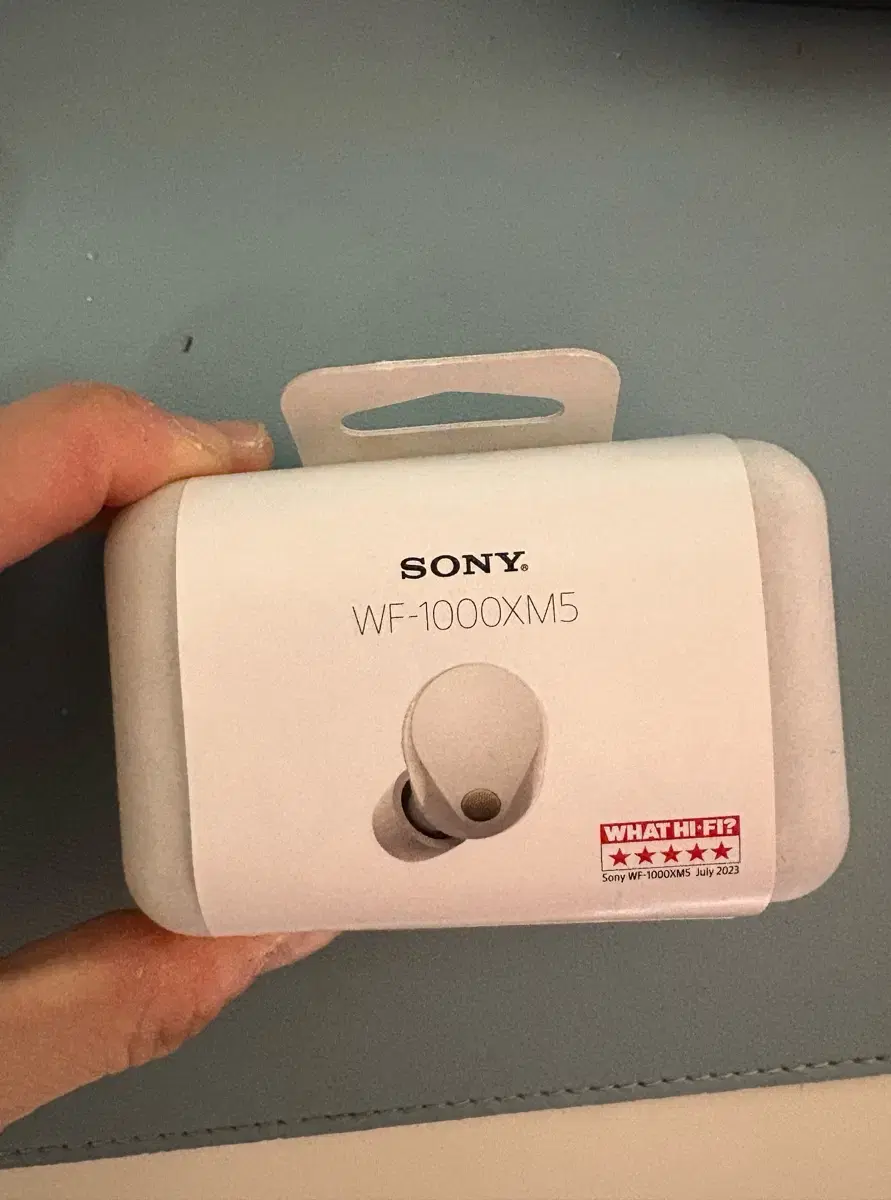 SONY®
WF-1000XM5
WHAT HI•FI?
Sony WF-1000XM5 July 2023